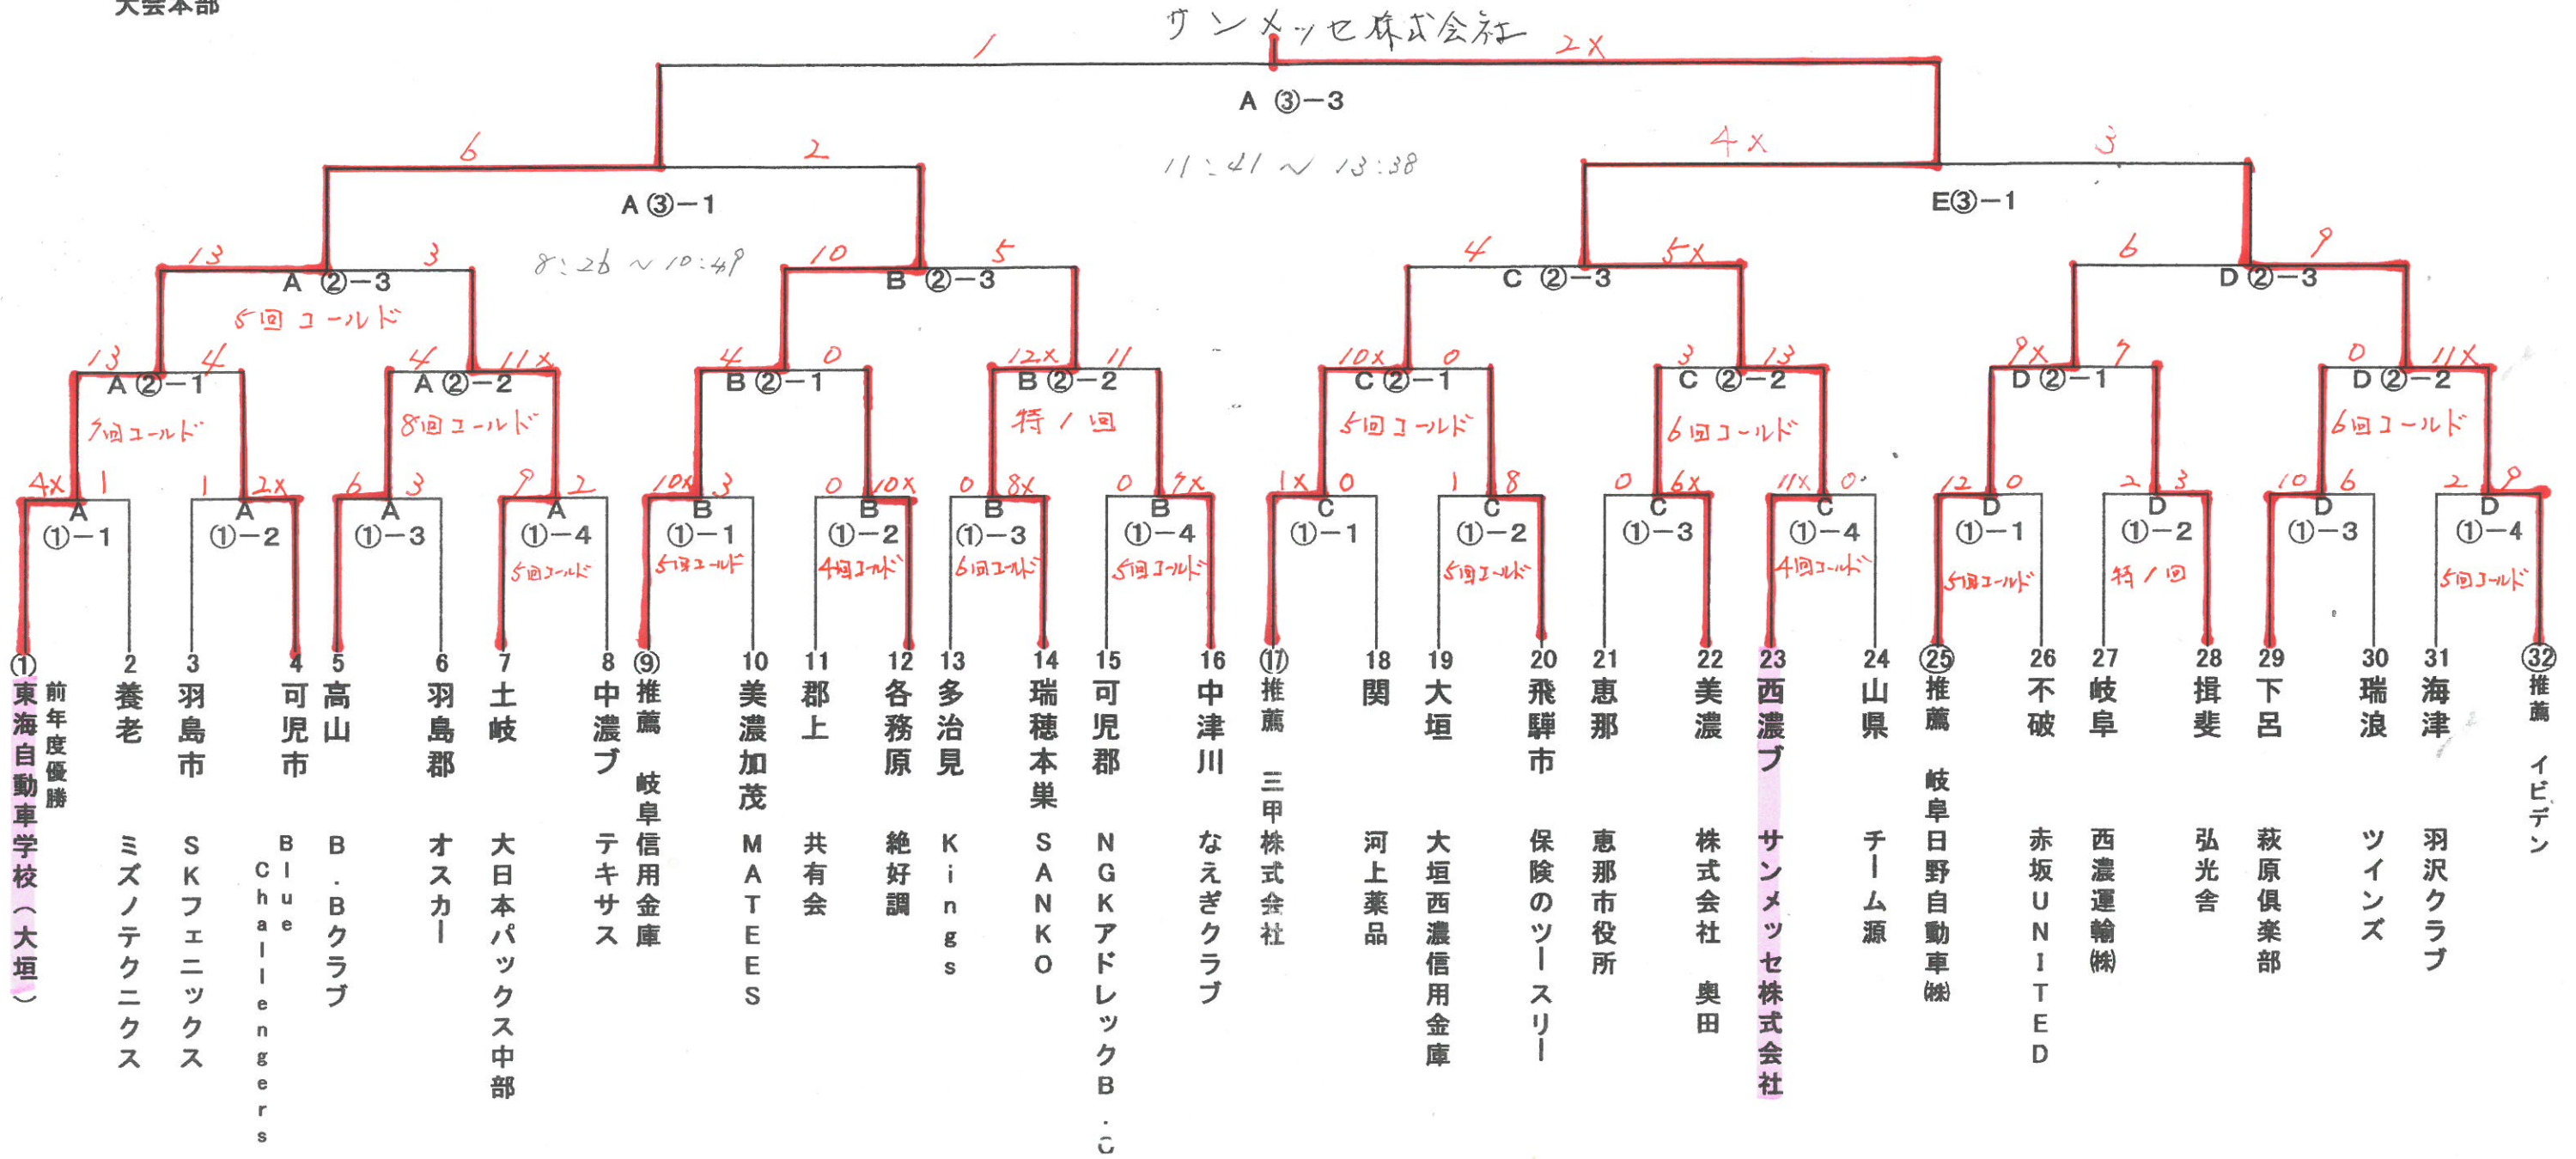 大会本部
サンメッセ株式会社
1 2x
A ③-3
6 2 4x 3
11:41 ~ 13:38
A ③-1 E③-1
13 3 10 5 4 5x 6 9
8:26 ~ 10:49
A ②-3 B ②-3 C ②-3 D ②-3
5回コールド
13 4 4 11x 4 0 12x 11 10x 0 3 13 9x 7 0 11x
A ②-1 A ②-2 B ②-1 B ②-2 C ②-1 C ②-2 D ②-1 D ②-2
7回コールド 8回コールド 特1回 5回コールド 6回コールド 6回コールド
4x 1 1 2x 6 3 9 2 10x 3 0 10x 0 8x 0 7x 1x 0 1 8 0 6x 11x 0 12 0 2 3 10 6 2 9
A A A A B B B B C C C C D D D D
①-1 ①-2 ①-3 ①-4 ①-1 ①-2 ①-3 ①-4 ①-1 ①-2 ①-3 ①-4 ①-1 ①-2 ①-3 ①-4
5回コールド 5回コールド 4回コールド 6回コールド 5回コールド 5回コールド 4回コールド 5回コールド 特1回 5回コールド
① 東海自動車学校(大垣)
前年度優勝
2 養老 ミズノテクニクス
3 羽島市 SKフェニックス
4 可児市 Blue
Challengers
5 高山 B.Bクラブ
6 羽島郡 オスカー
7 土岐 大日本パックス中部
8 中濃ブ テキサス
⑨ 推薦 岐阜信用金庫
10 美濃加茂 MATEES
11 郡上 共有会
12 各務原 絶好調
13 多治見 Kings
14 瑞穂本巣 SANKO
15 可児郡 NGKアドレックB.C
16 中津川 なえぎクラブ
⑰ 推薦 三甲株式会社
18 関 河上薬品
19 大垣 大垣西濃信用金庫
20 飛騨市 保険のツースリー
21 恵那 恵那市役所
22 美濃 株式会社 奥田
23 西濃ブ サンメッセ株式会社
24 山県 チーム源
㉕ 推薦 岐阜日野自動車㈱
26 不破 赤坂UNITED
27 岐阜 西濃運輸㈱
28 揖斐 弘光舎
29 下呂 萩原倶楽部
30 瑞浪 ツインズ
31 海津 羽沢クラブ
㉜ 推薦 イビデン